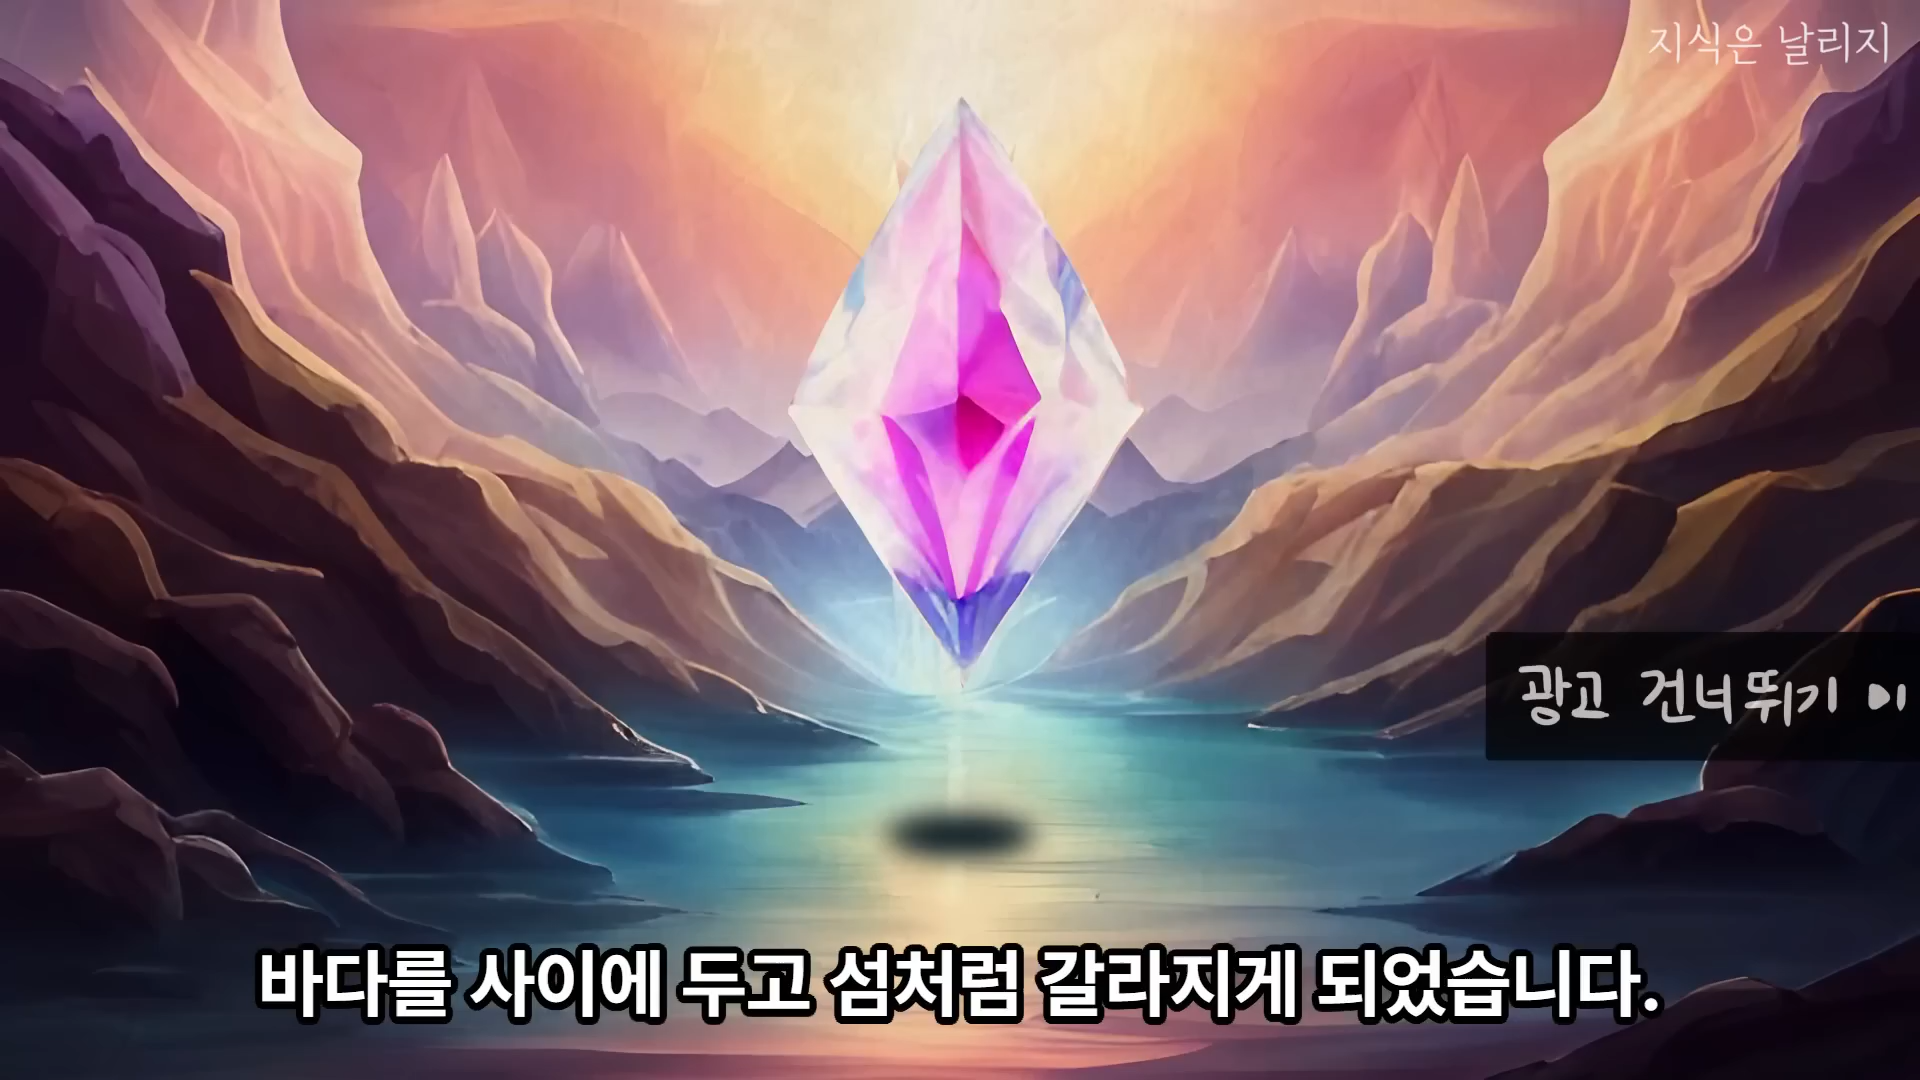 지식은 날리지
광고 건너뛰기
바다를 사이에 두고 섬처럼 갈라지게 되었습니다.